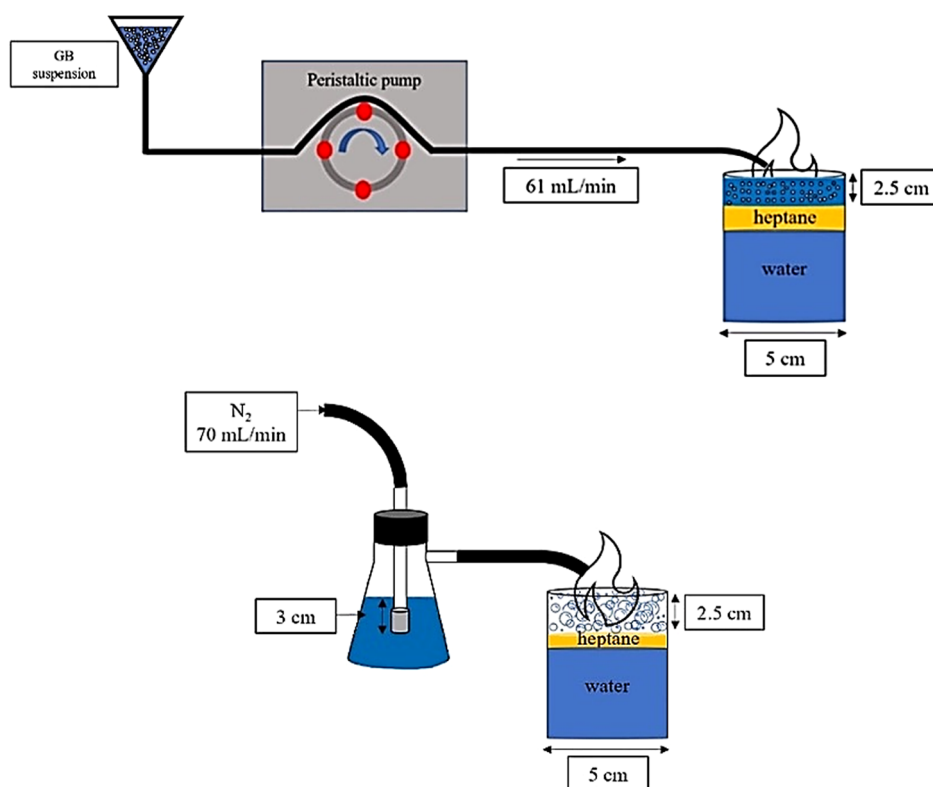 GB
suspension
Peristaltic pump
61 mL/min
2.5 cm
heptane
water
5 cm
N₂
70 mL/min
3 cm
2.5 cm
heptane
water
5 cm